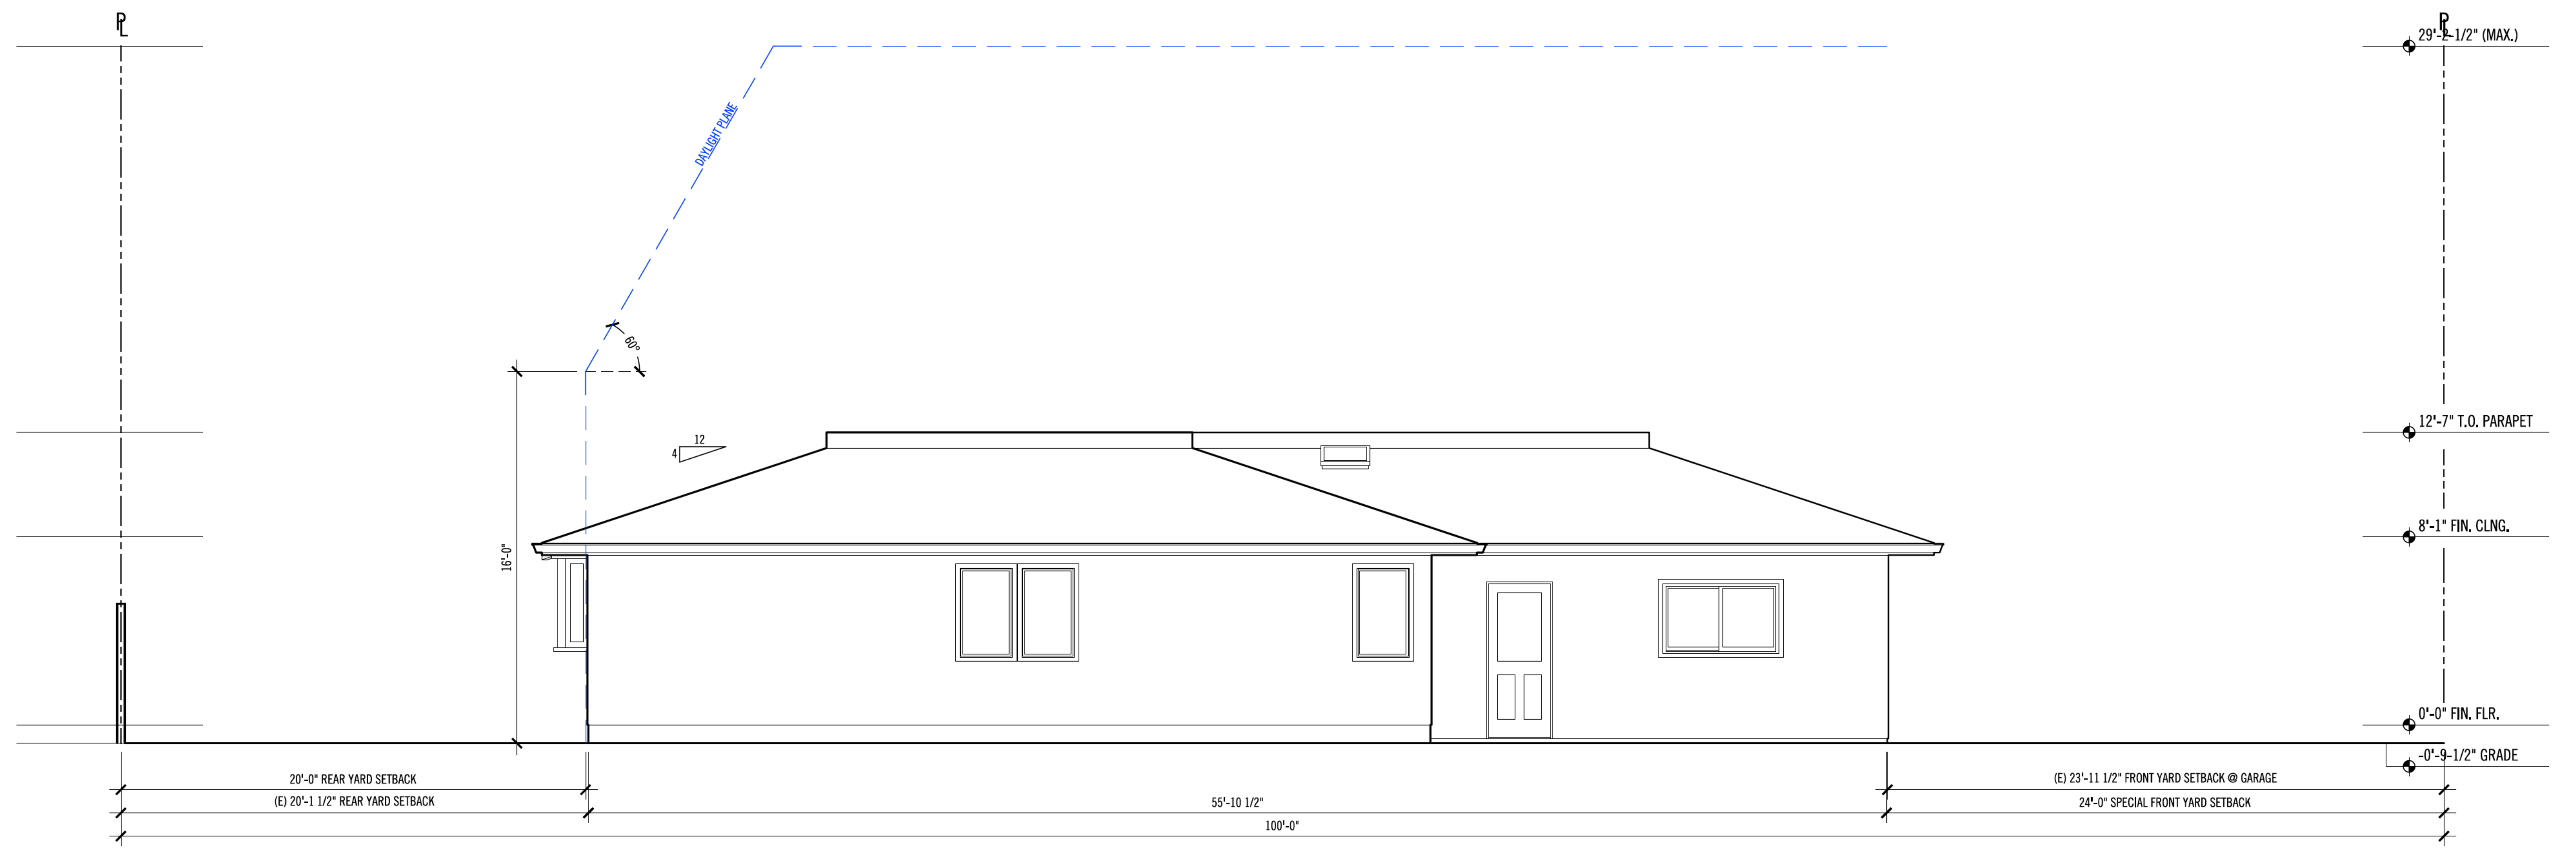 PL
PL
29'-2-1/2" (MAX.)
DAYLIGHT PLANE
60°
12
4
12'-7" T.O. PARAPET
8'-1" FIN. CLNG.
16'-0"
0'-0" FIN. FLR.
-0'-9-1/2" GRADE
20'-0" REAR YARD SETBACK
(E) 23'-11 1/2" FRONT YARD SETBACK @ GARAGE
(E) 20'-1 1/2" REAR YARD SETBACK
55'-10 1/2"
24'-0" SPECIAL FRONT YARD SETBACK
100'-0"